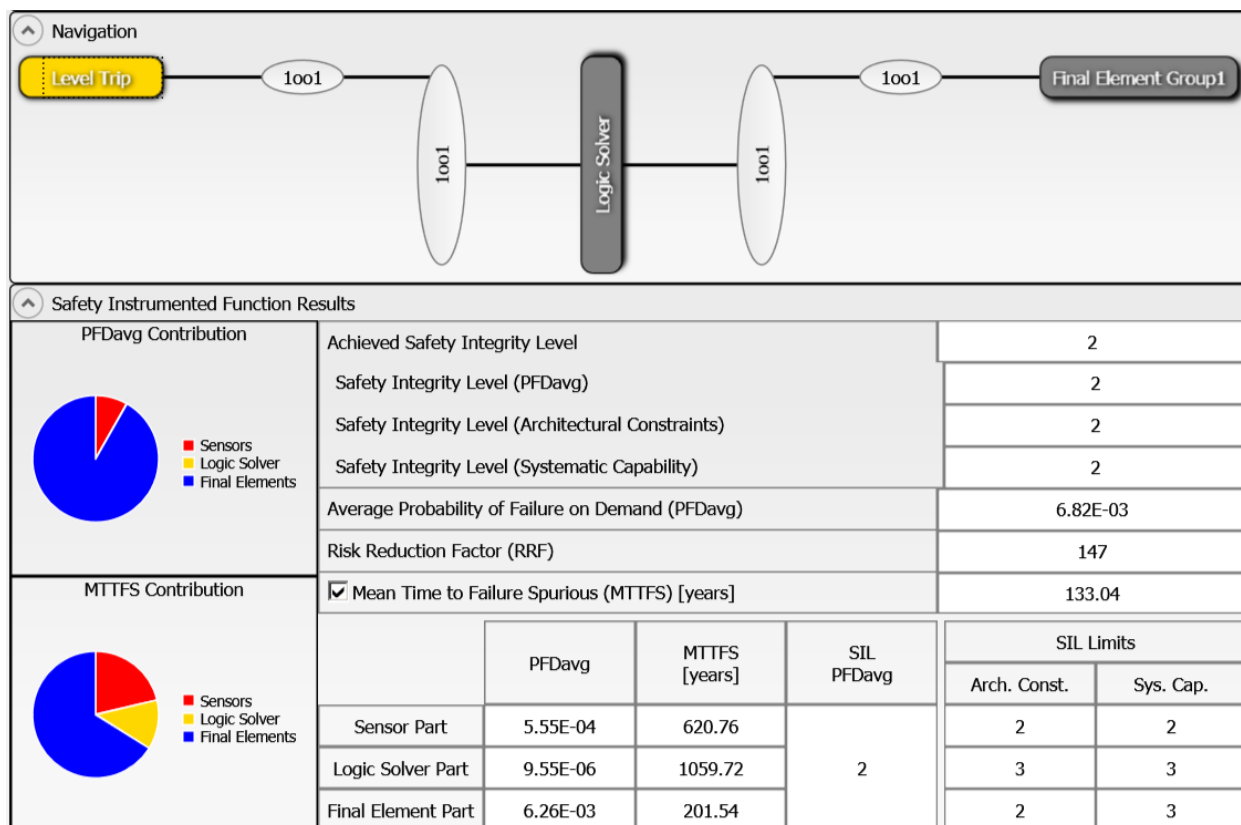 Navigation
Level Trip
1oo1
1oo1
Logic Solver
1oo1
1oo1
Final Element Group1
Safety Instrumented Function Results
PFDavg Contribution
Sensors
Logic Solver
Final Elements
MTTFS Contribution
Sensors
Logic Solver
Final Elements
Achieved Safety Integrity Level 2
Safety Integrity Level (PFDavg) 2
Safety Integrity Level (Architectural Constraints) 2
Safety Integrity Level (Systematic Capability) 2
Average Probability of Failure on Demand (PFDavg) 6.82E-03
Risk Reduction Factor (RRF) 147
Mean Time to Failure Spurious (MTTFS) [years] 133.04
PFDavg MTTFS [years] SIL PFDavg SIL Limits
Arch. Const. Sys. Cap.
Sensor Part 5.55E-04 620.76 2 2
Logic Solver Part 9.55E-06 1059.72 2 3 3
Final Element Part 6.26E-03 201.54 2 3